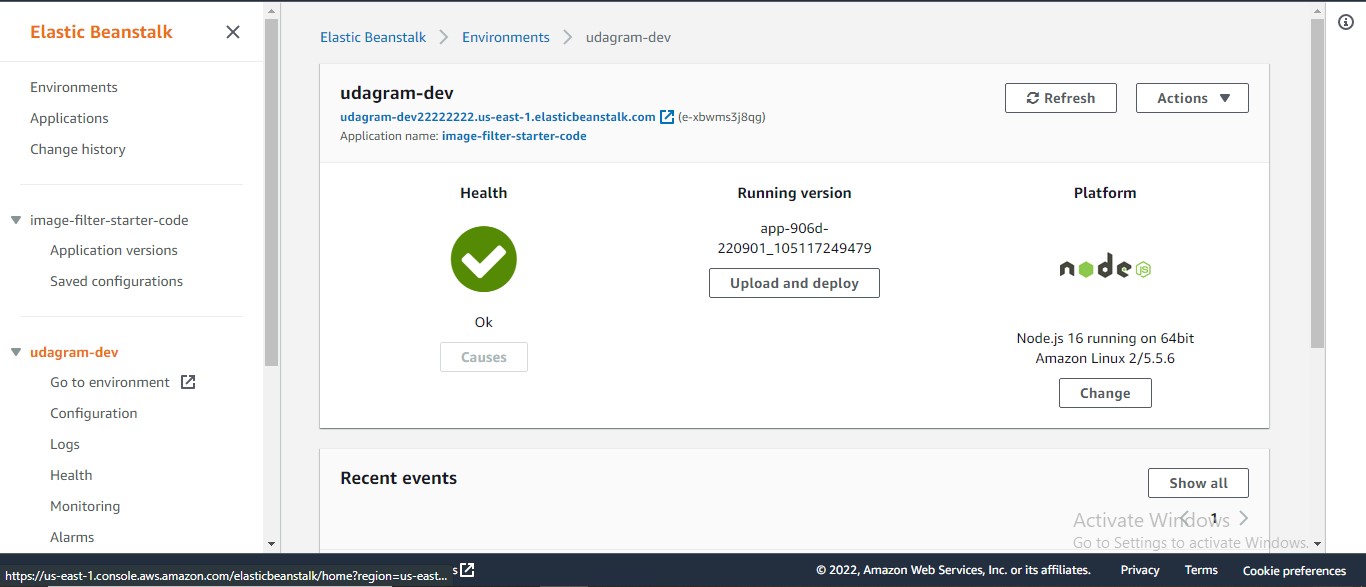 Elastic Beanstalk
Environments
Applications
Change history
image-filter-starter-code
Application versions
Saved configurations
udagram-dev
Go to environment
Configuration
Logs
Health
Monitoring
Alarms
Elastic Beanstalk > Environments > udagram-dev
udagram-dev
udagram-dev22222222.us-east-1.elasticbeanstalk.com (e-xbwms3j8qg)
Application name: image-filter-starter-code
Refresh
Actions
Health
Ok
Causes
Running version
app-906d-
220901_105117249479
Upload and deploy
Platform
node JS
Node.js 16 running on 64bit
Amazon Linux 2/5.5.6
Change
Recent events
Show all
1
Activate Windows
Go to Settings to activate Windows.
https://us-east-1.console.aws.amazon.com/elasticbeanstalk/home?region=us-east...
© 2022, Amazon Web Services, Inc. or its affiliates.
Privacy
Terms
Cookie preferences